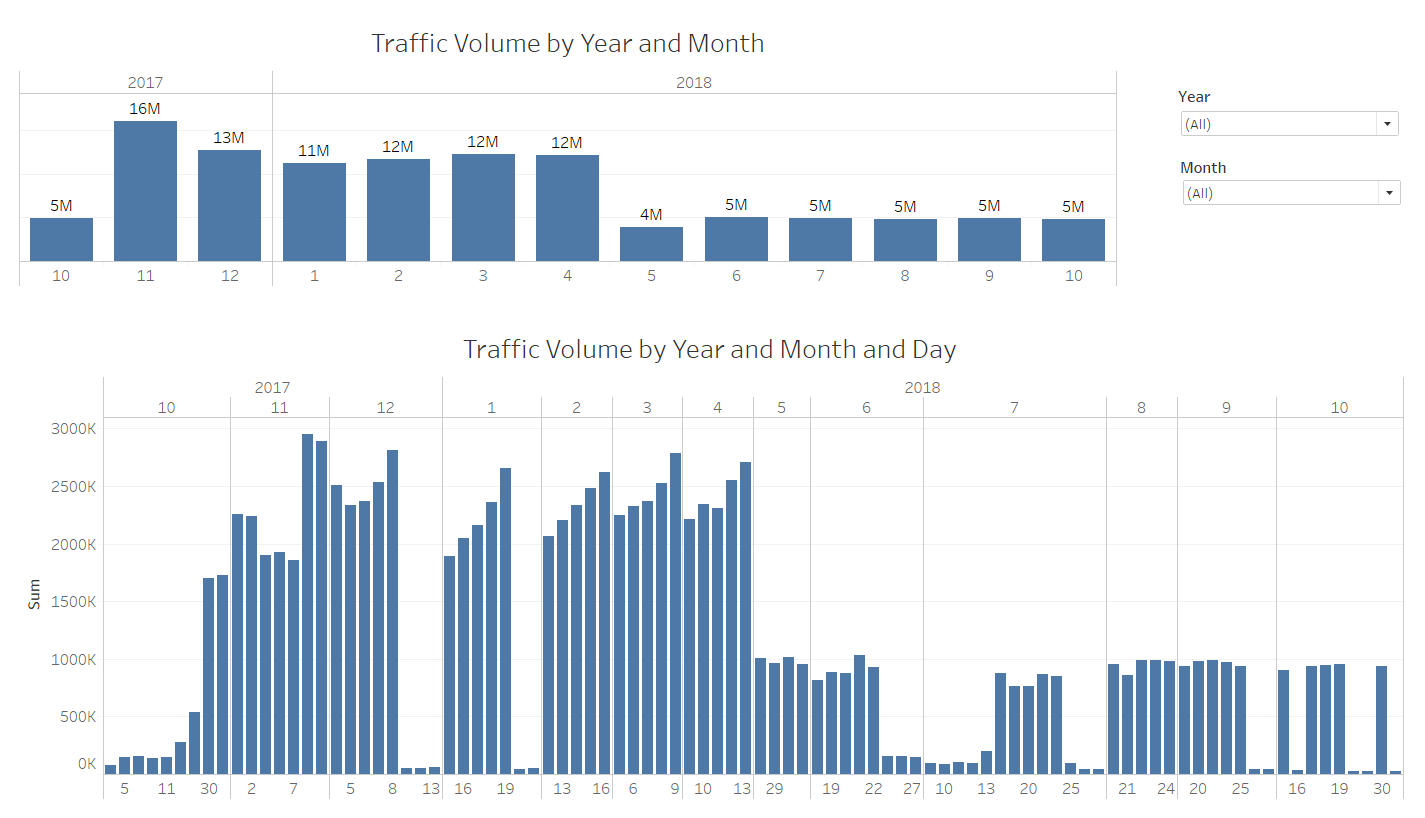 Traffic Volume by Year and Month
2017 2018
Year
(All)
Month
(All)
16M
13M
11M 12M 12M 12M
5M 4M 5M 5M 5M 5M 5M
10 11 12 1 2 3 4 5 6 7 8 9 10
Traffic Volume by Year and Month and Day
2017 2018
10 11 12 1 2 3 4 5 6 7 8 9 10
3000K
2500K
2000K
1500K
1000K
500K
0K
Sum
5 11 30 2 7 5 8 13 16 19 13 16 6 9 10 13 29 19 22 27 10 13 20 25 21 24 20 25 16 19 30